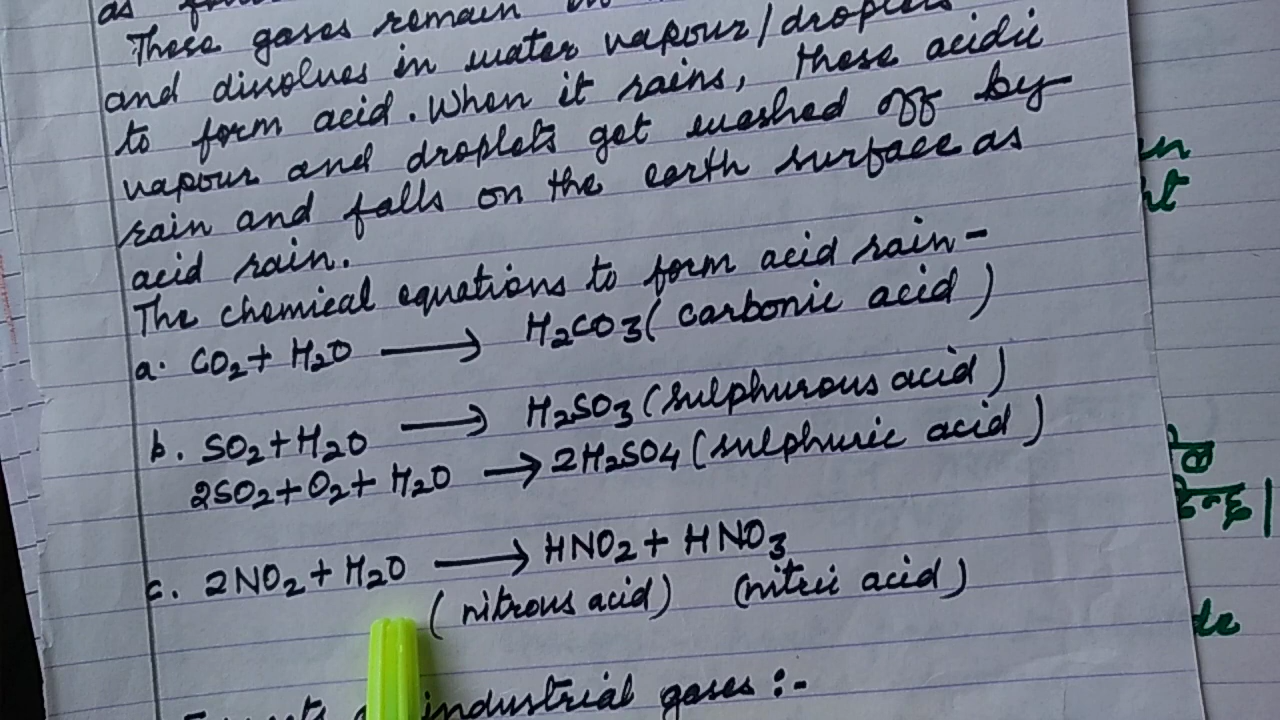 as
These gases remain in
and dissolves in water vapour/droplets
to form acid. When it rains, these acidic
vapour and droplets get washed off by
rain and falls on the earth surface as
acid rain.
The chemical equations to form acid rain -
a. CO₂ + H₂O ⟶ H₂CO₃ (carbonic acid)
b. SO₂ + H₂O ⟶ H₂SO₃ (sulphurous acid)
2SO₂ + O₂ + H₂O ⟶ 2H₂SO₄ (sulphuric acid)
c. 2NO₂ + H₂O ⟶ HNO₂ + HNO₃
(nitrous acid) (nitric acid)
industrial gases :-